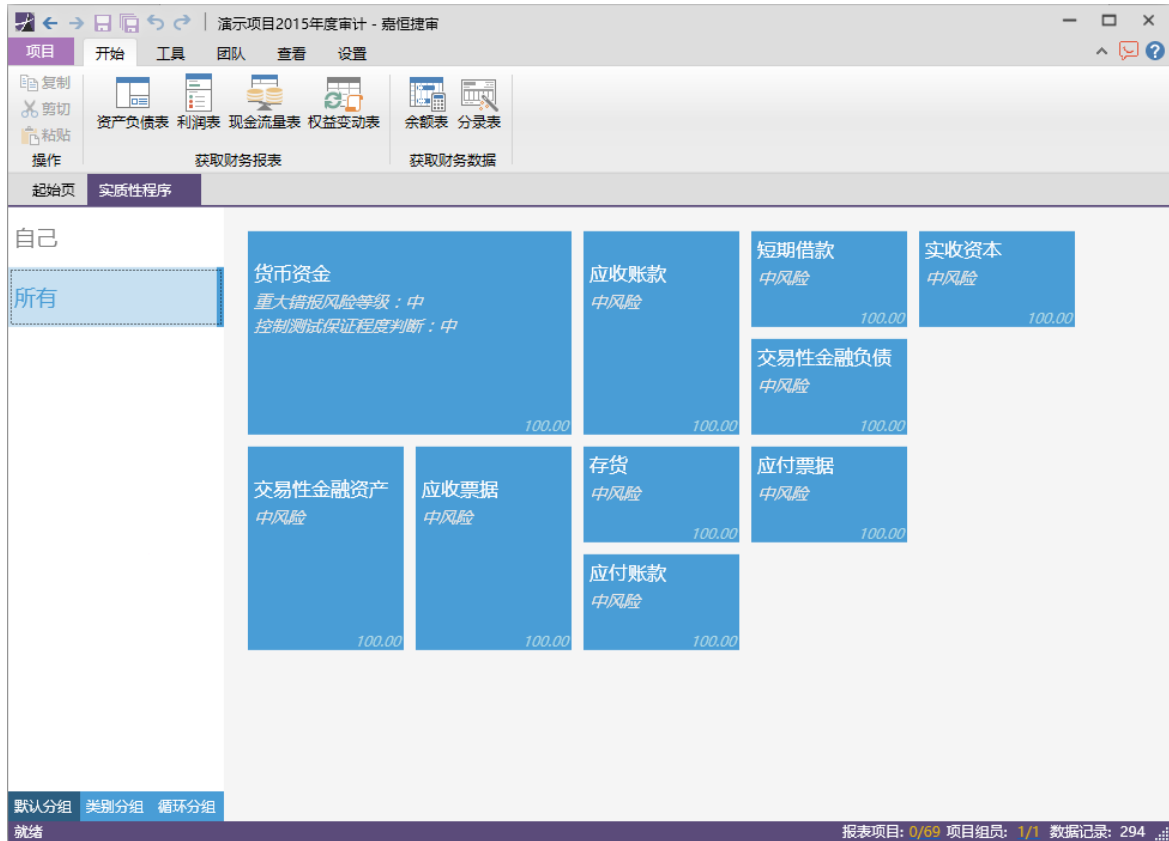 演示项目2015年度审计 - 嘉恒捷审
项目 开始 工具 团队 查看 设置
复制
剪切
粘贴
操作
资产负债表 利润表 现金流量表 权益变动表
获取财务报表
余额表 分录表
获取财务数据
起始页 实质性程序
自己
所有
货币资金
重大错报风险等级：中
控制测试保证程度判断：中
100.00
应收账款
中风险
100.00
短期借款
中风险
100.00
实收资本
中风险
100.00
交易性金融负债
中风险
100.00
交易性金融资产
中风险
100.00
应收票据
中风险
100.00
存货
中风险
100.00
应付票据
中风险
100.00
应付账款
中风险
100.00
默认分组 类别分组 循环分组
就绪
报表项目: 0/69 项目组员: 1/1 数据记录: 294